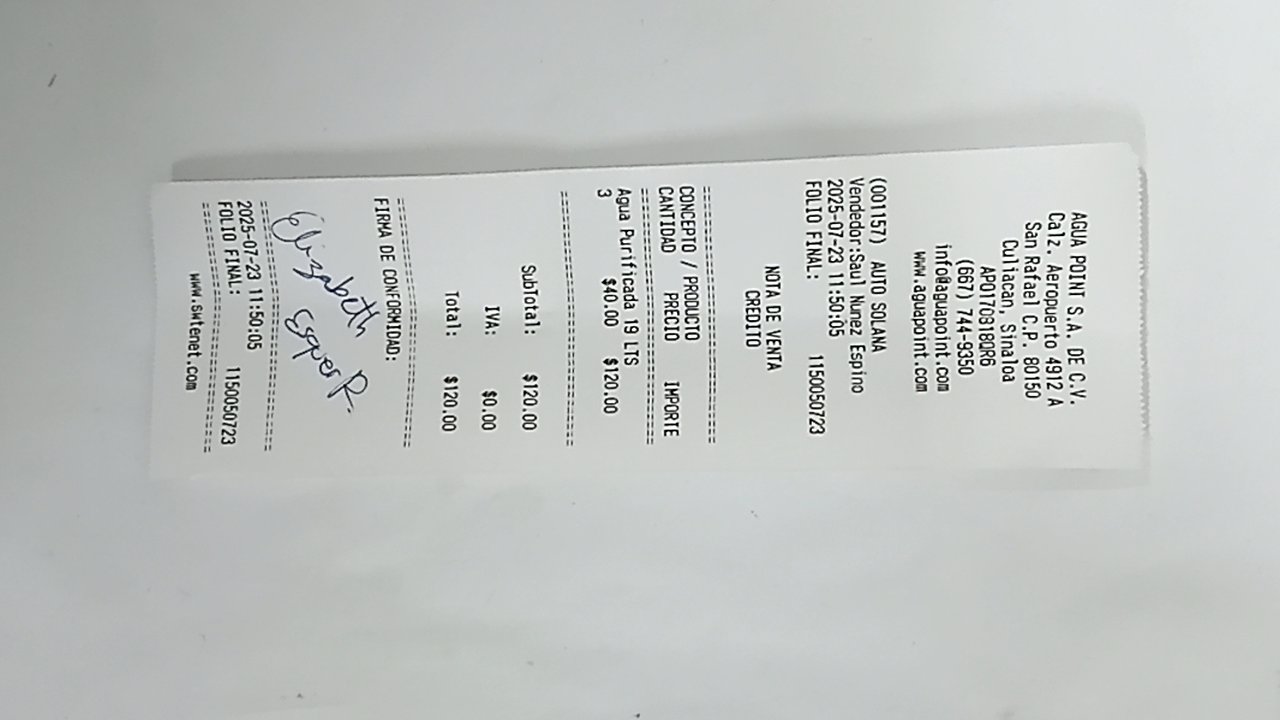 AGUA POINT S.A. DE C.V.
Calz. Aeropuerto 4912 A
San Rafael C.P. 80150
Culiacan, Sinaloa
APO170318QR6
(667) 744-9350
info@aguapoint.com
www.aguapoint.com
(001157) AUTO SOLANA
Vendedor:Saul Nunez Espino
2025-07-23 11:50:05
FOLIO FINAL: 1150050723
NOTA DE VENTA
CREDITO
CONCEPTO / PRODUCTO
CANTIDAD PRECIO IMPORTE
Agua Purificada 19 LTS
3 $40.00 $120.00
SubTotal: $120.00
IVA: $0.00
Total: $120.00
FIRMA DE CONFORMIDAD:
Elizabeth
Esquer R.
2025-07-23 11:50:05
FOLIO FINAL: 1150050723
www.swtenet.com